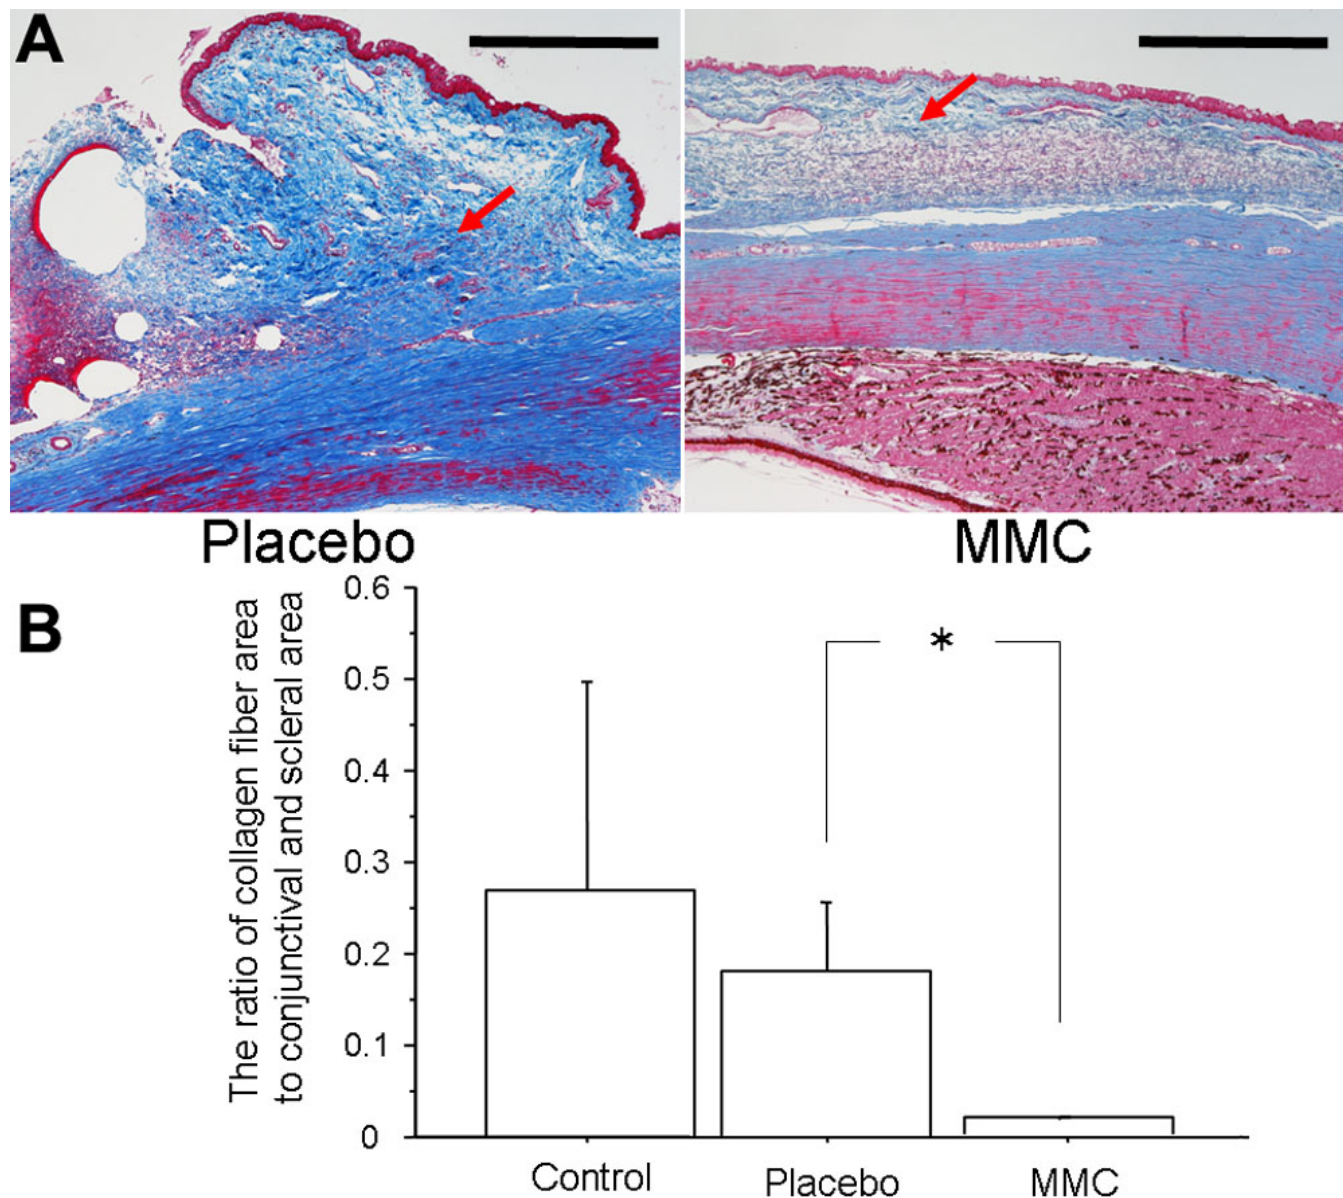 A
Placebo
MMC
B
The ratio of collagen fiber area
to conjunctival and scleral area
0.6
0.5
0.4
0.3
0.2
0.1
0
*
Control
Placebo
MMC